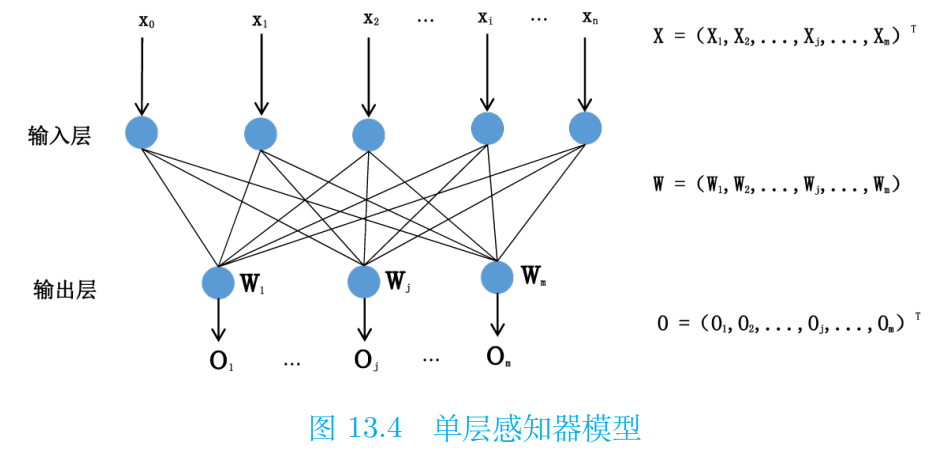 x₀ x₁ x₂ ... xᵢ ... xₙ
X = (X₁,X₂,...,Xⱼ,...,Xₘ)ᵀ
输入层
W = (W₁,W₂,...,Wⱼ,...,Wₘ)
输出层 W₁ Wⱼ Wₘ
O = (O₁,O₂,...,Oⱼ,...,Oₘ)ᵀ
O₁ ... Oⱼ ... Oₘ
图 13.4 单层感知器模型